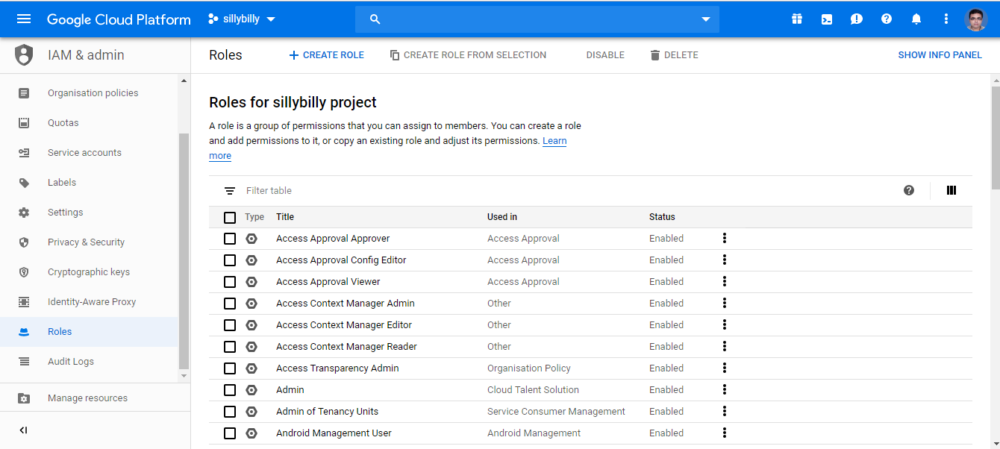 Google Cloud Platform sillybilly
IAM & admin
Roles CREATE ROLE CREATE ROLE FROM SELECTION DISABLE DELETE SHOW INFO PANEL
Organisation policies
Quotas
Service accounts
Labels
Settings
Privacy & Security
Cryptographic keys
Identity-Aware Proxy
Roles
Audit Logs
Manage resources
Roles for sillybilly project
A role is a group of permissions that you can assign to members. You can create a role
and add permissions to it, or copy an existing role and adjust its permissions. Learn
more
Filter table
Type Title Used in Status
Access Approval Approver Access Approval Enabled
Access Approval Config Editor Access Approval Enabled
Access Approval Viewer Access Approval Enabled
Access Context Manager Admin Other Enabled
Access Context Manager Editor Other Enabled
Access Context Manager Reader Other Enabled
Access Transparency Admin Organisation Policy Enabled
Admin Cloud Talent Solution Enabled
Admin of Tenancy Units Service Consumer Management Enabled
Android Management User Android Management Enabled